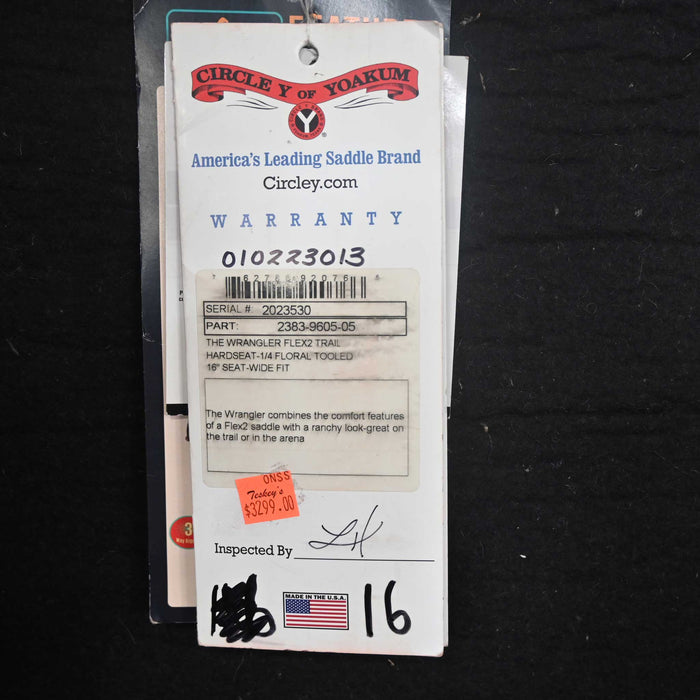 FEATURE
CIRCLE Y OF YOAKUM
Y
America's Leading Saddle Brand
Circley.com
WARRANTY
010223013
SERIAL #: 2023530
PART: 2383-9605-05
THE WRANGLER FLEX2 TRAIL
HARDSEAT-1/4 FLORAL TOOLED
16" SEAT-WIDE FIT
The Wrangler combines the comfort features
of a Flex2 saddle with a ranchy look-great on
the trail or in the arena
ONSS
Teskey's
$3299.00
Inspected By LH
MADE IN THE U.S.A.
16